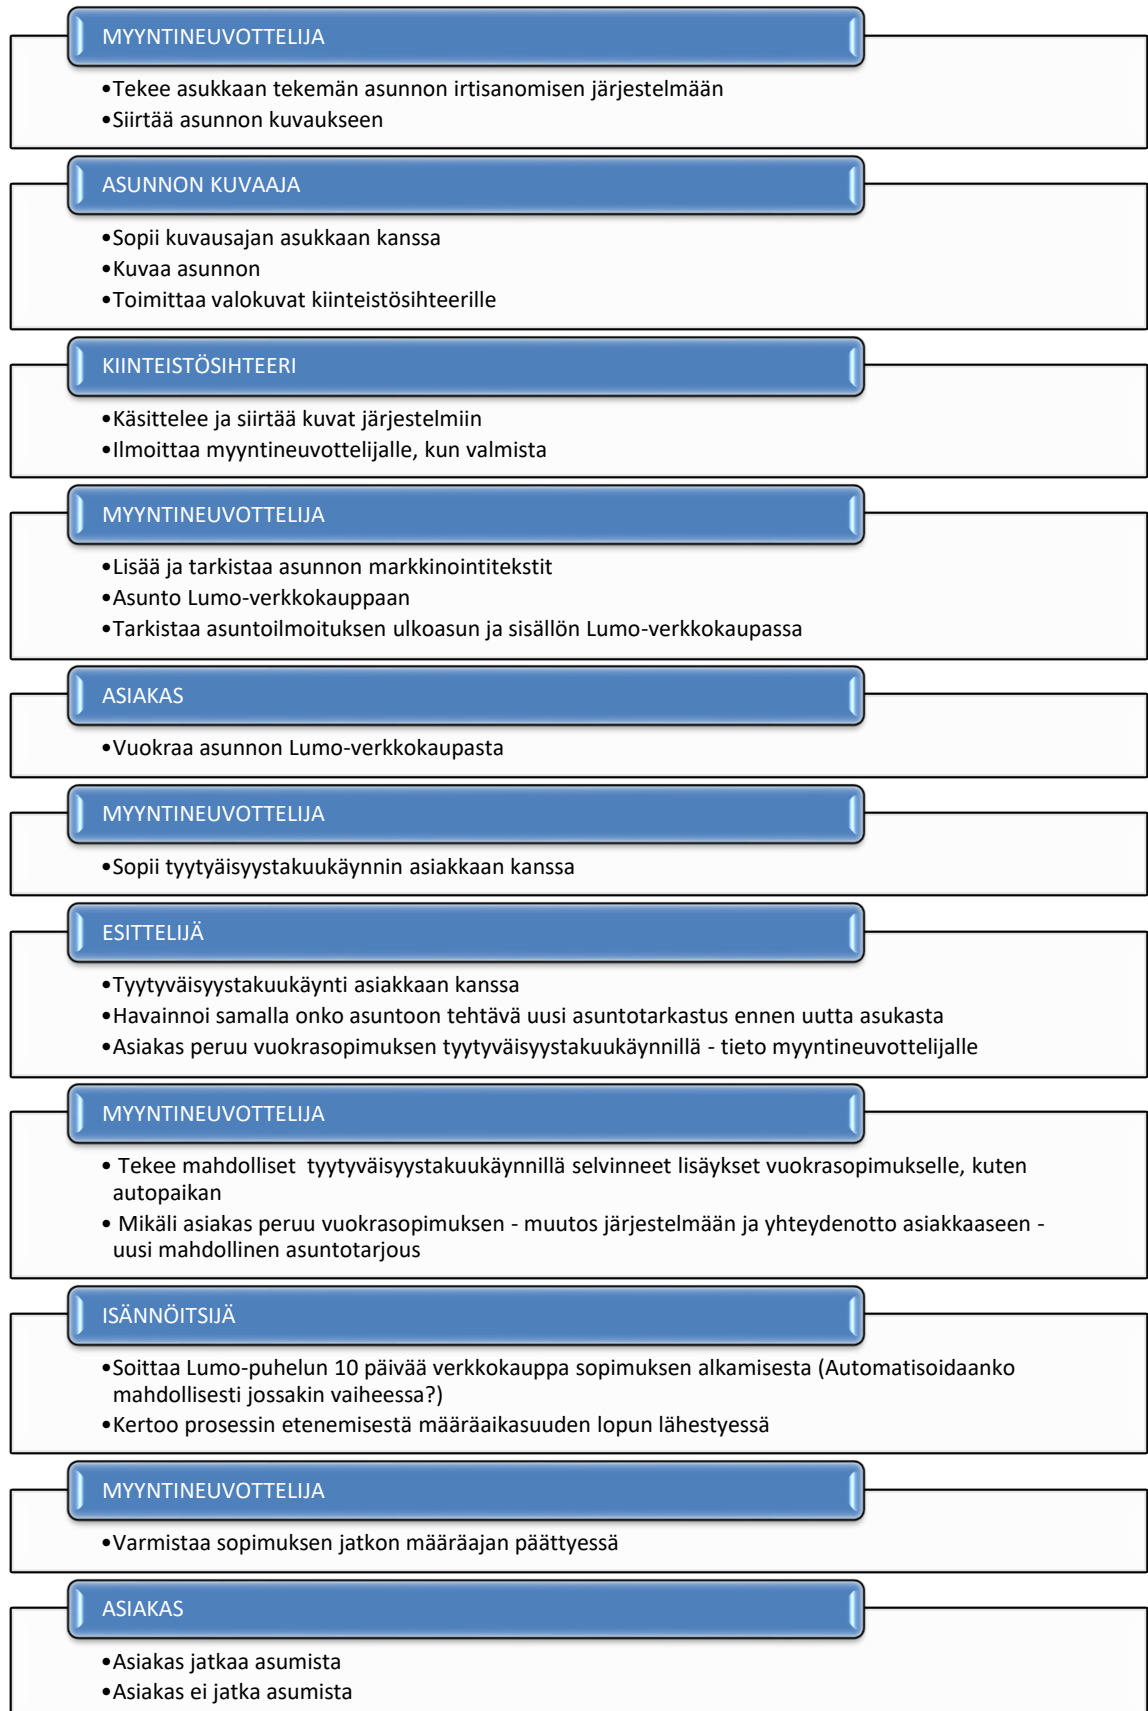 MYYNTINEUVOTTELIJA
•Tekee asukkaan tekemän asunnon irtisanomisen järjestelmään
•Siirtää asunnon kuvaukseen
ASUNNON KUVAAJA
•Sopii kuvausajan asukkaan kanssa
•Kuvaa asunnon
•Toimittaa valokuvat kiinteistösihteerille
KIINTEISTÖSIHTEERI
•Käsittelee ja siirtää kuvat järjestelmiin
•Ilmoittaa myyntineuvottelijalle, kun valmista
MYYNTINEUVOTTELIJA
•Lisää ja tarkistaa asunnon markkinointitekstit
•Asunto Lumo-verkkokauppaan
•Tarkistaa asuntoilmoituksen ulkoasun ja sisällön Lumo-verkkokaupassa
ASIAKAS
•Vuokraa asunnon Lumo-verkkokaupasta
MYYNTINEUVOTTELIJA
•Sopii tyytyäisyystakuukäynnin asiakkaan kanssa
ESITTELIJÄ
•Tyytyväisyystakuukäynti asiakkaan kanssa
•Havainnoi samalla onko asuntoon tehtävä uusi asuntotarkastus ennen uutta asukasta
•Asiakas peruu vuokrasopimuksen tyytyväisyystakuukäynnillä - tieto myyntineuvottelijalle
MYYNTINEUVOTTELIJA
• Tekee mahdolliset tyytyväisyystakuukäynnillä selvinneet lisäykset vuokrasopimukselle, kuten
autopaikan
• Mikäli asiakas peruu vuokrasopimuksen - muutos järjestelmään ja yhteydenotto asiakkaaseen -
uusi mahdollinen asuntotarjous
ISÄNNÖITSIJÄ
•Soittaa Lumo-puhelun 10 päivää verkkokauppa sopimuksen alkamisesta (Automatisoidaanko
mahdollisesti jossakin vaiheessa?)
•Kertoo prosessin etenemisestä määräaikasuuden lopun lähestyessä
MYYNTINEUVOTTELIJA
•Varmistaa sopimuksen jatkon määräajan päättyessä
ASIAKAS
•Asiakas jatkaa asumista
•Asiakas ei jatka asumista